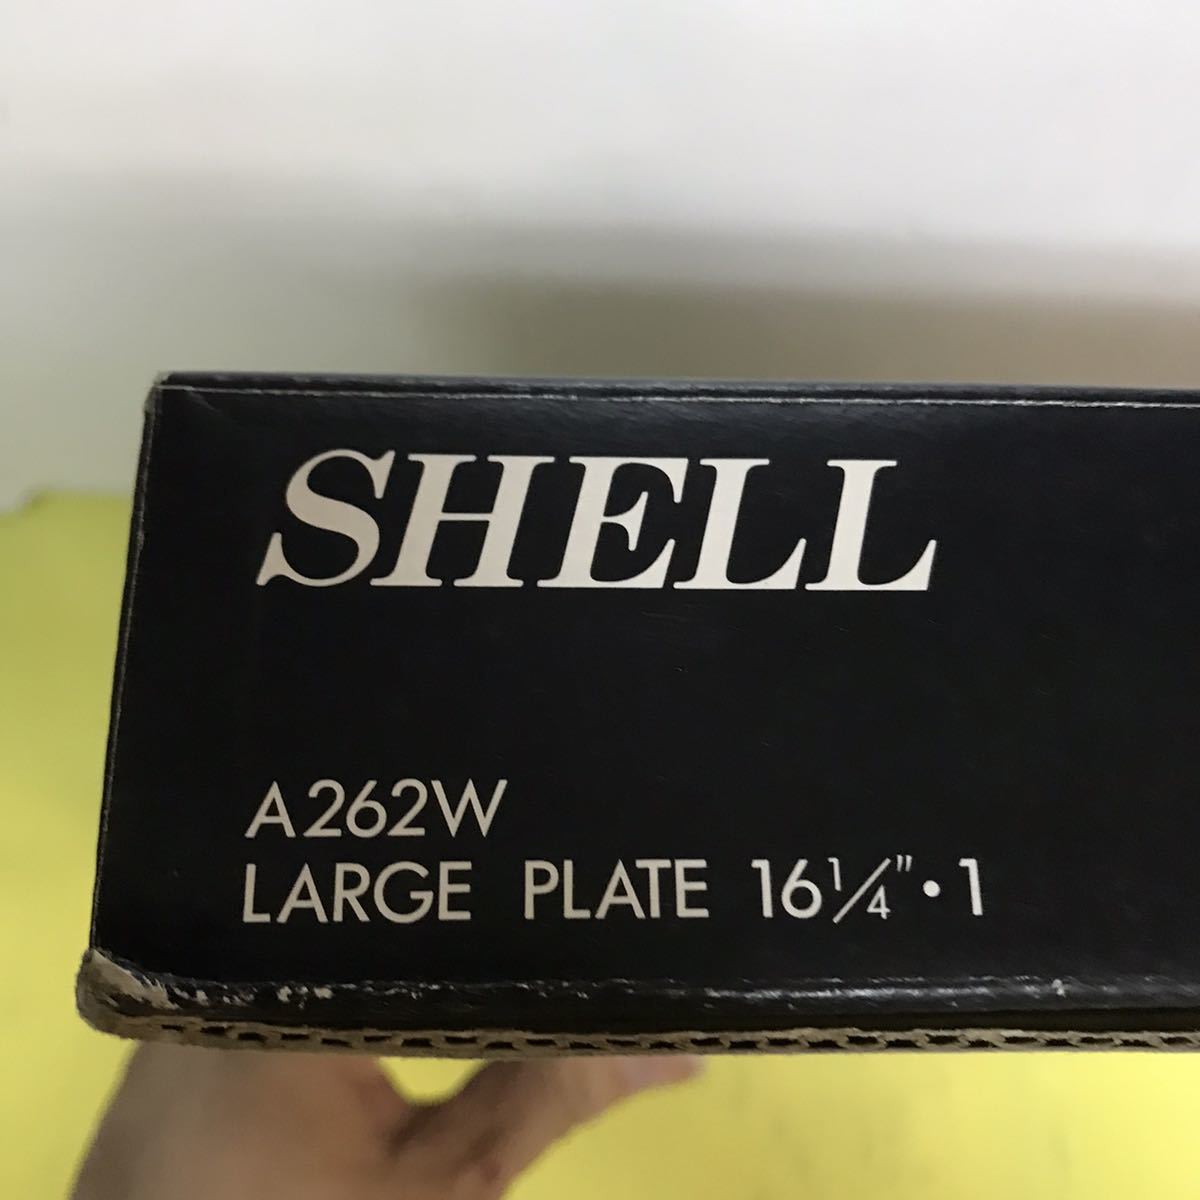 SHELL
A262W
LARGE PLATE 16¼"・1